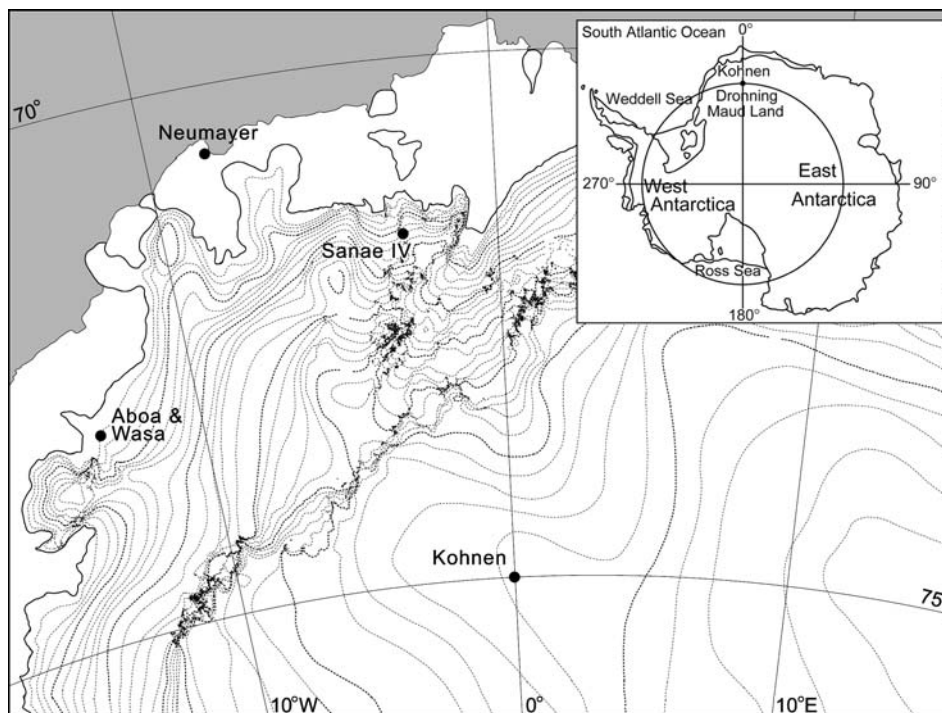 South Atlantic Ocean
0°
Kohnen
Weddell Sea
Dronning
Maud Land
270°
West
Antarctica
East
Antarctica
90°
Ross Sea
180°
70°
Neumayer
Sanae IV
Aboa &
Wasa
Kohnen
75
10°W
0°
10°E